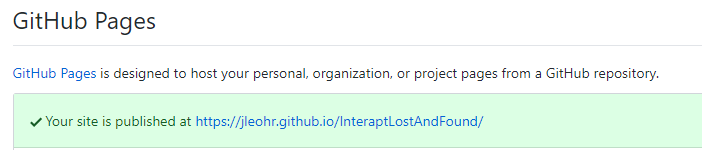 GitHub Pages
GitHub Pages is designed to host your personal, organization, or project pages from a GitHub repository.
✓ Your site is published at https://jleohr.github.io/InteraptLostAndFound/